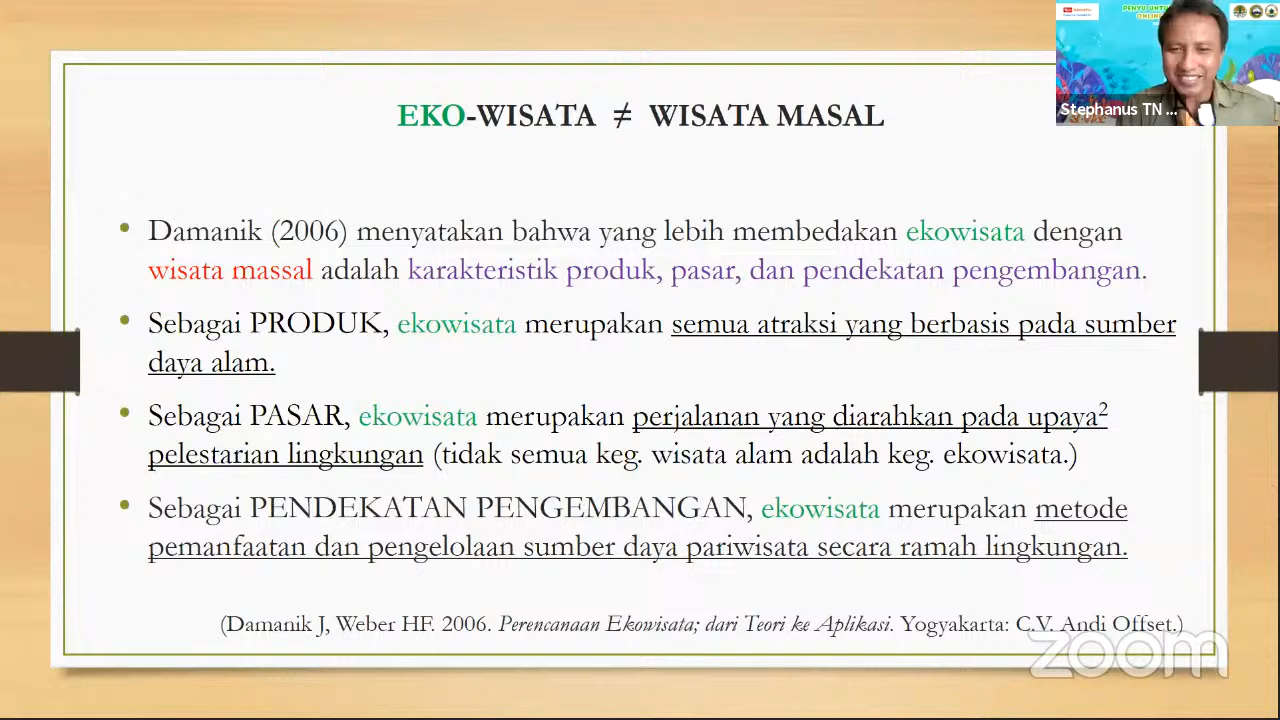 EKO-WISATA ≠ WISATA MASAL
Stephanus TN ...
• Damanik (2006) menyatakan bahwa yang lebih membedakan ekowisata dengan
wisata massal adalah karakteristik produk, pasar, dan pendekatan pengembangan.
• Sebagai PRODUK, ekowisata merupakan semua atraksi yang berbasis pada sumber
daya alam.
• Sebagai PASAR, ekowisata merupakan perjalanan yang diarahkan pada upaya²
pelestarian lingkungan (tidak semua keg. wisata alam adalah keg. ekowisata.)
• Sebagai PENDEKATAN PENGEMBANGAN, ekowisata merupakan metode
pemanfaatan dan pengelolaan sumber daya pariwisata secara ramah lingkungan.
(Damanik J, Weber HF. 2006. Perencanaan Ekowisata; dari Teori ke Aplikasi. Yogyakarta: C.V. Andi Offset.)
zoom